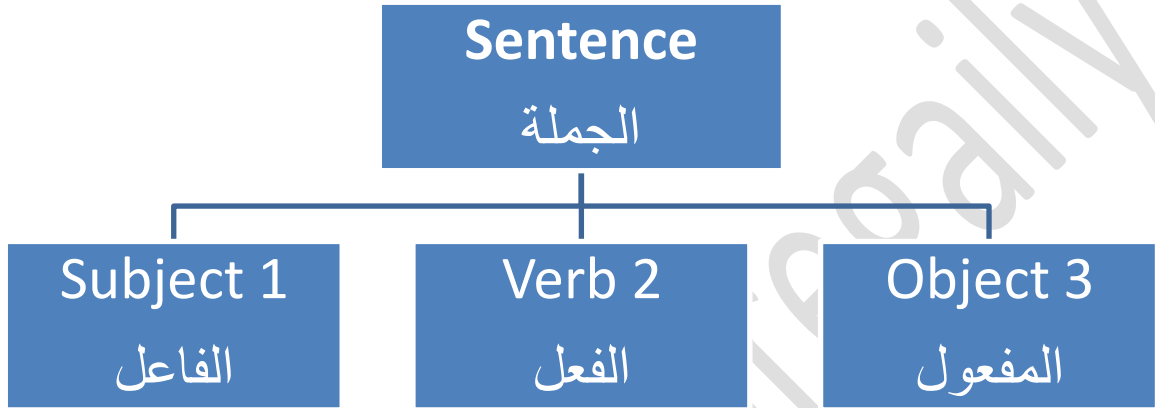 Sentence
الجملة
Subject 1
الفاعل
Verb 2
الفعل
Object 3
المفعول